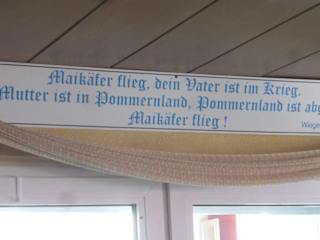 Maikäfer flieg, dein Vater ist im Krieg.
Mutter ist in Pommernland, Pommernland ist
Maikäfer flieg !